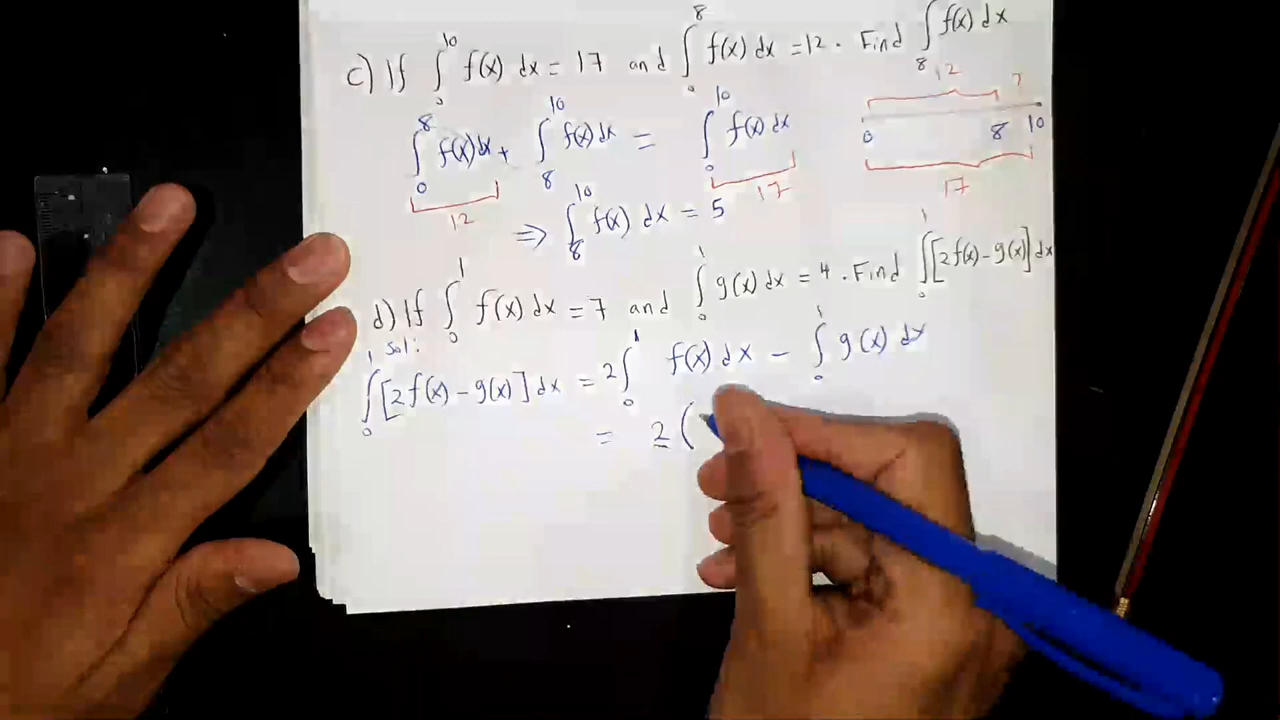 c) If ∫₀¹⁰ f(x) dx = 17 and ∫₀⁸ f(x) dx = 12. Find ∫₈ f(x) dx
∫₀⁸ f(x) dx + ∫₈¹⁰ f(x) dx = ∫₀¹⁰ f(x) dx
12 17
12 ?
0 8 10
17
⇒ ∫₈¹⁰ f(x) dx = 5
d) If ∫₀¹ f(x) dx = 7 and ∫₀¹ g(x) dx = 4. Find ∫₀¹ [2f(x) - g(x)] dx
Sol:
∫₀¹ [2f(x) - g(x)] dx = 2∫₀¹ f(x) dx - ∫₀¹ g(x) dx
= 2 (